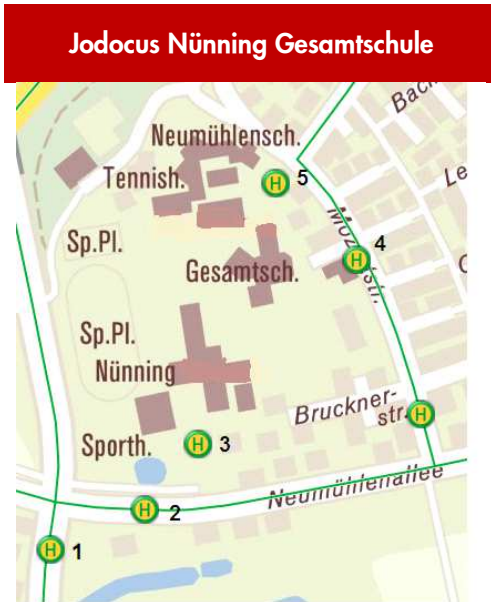 Jodocus Nünning Gesamtschule
Neumühlensch.
Tennish.
H 5
Sp.Pl.
H 4
Gesamtsch.
Sp.Pl.
Nünning
Bruckner-
str.
H
Sporth.
H 3
Neumühlenallee
H 2
H 1